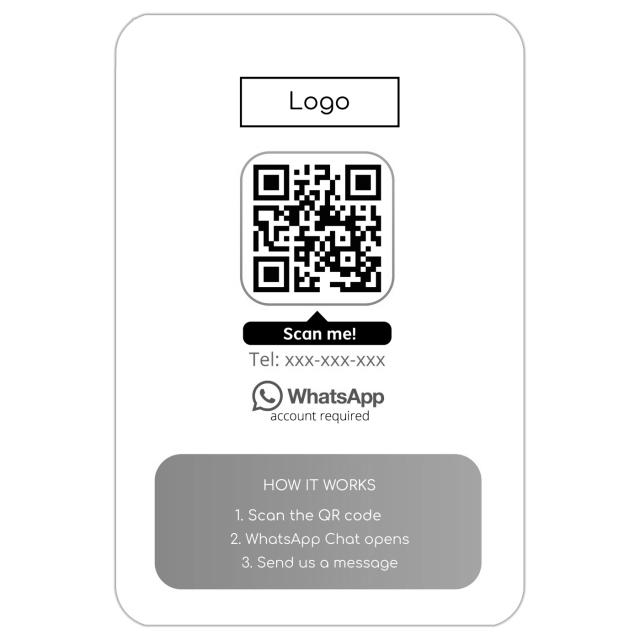 Logo
Scan me!
Tel: xxx-xxx-xxx
WhatsApp
account required
HOW IT WORKS
1. Scan the QR code
2. WhatsApp Chat opens
3. Send us a message